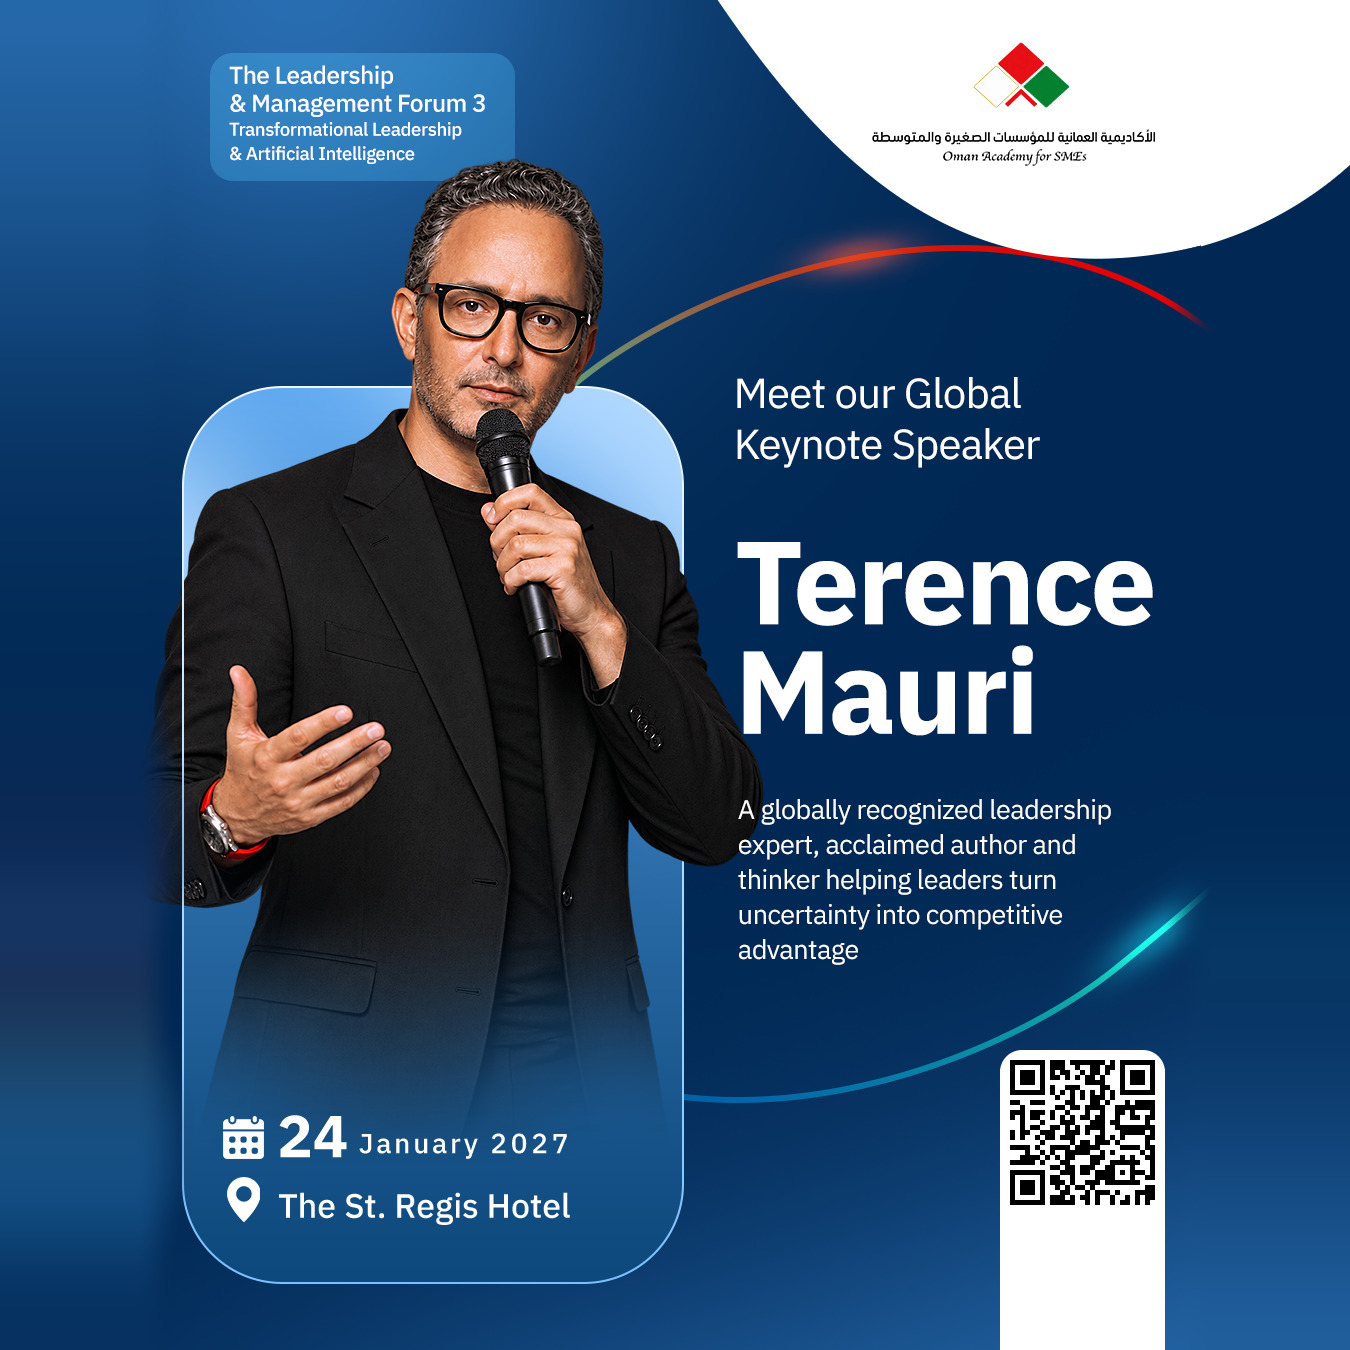 The Leadership
& Management Forum 3
Transformational Leadership
& Artificial Intelligence
الأكاديمية العمانية للمؤسسات الصغيرة والمتوسطة
Oman Academy for SMEs
Meet our Global
Keynote Speaker
Terence
Mauri
A globally recognized leadership
expert, acclaimed author and
thinker helping leaders turn
uncertainty into competitive
advantage
24 January 2027
The St. Regis Hotel